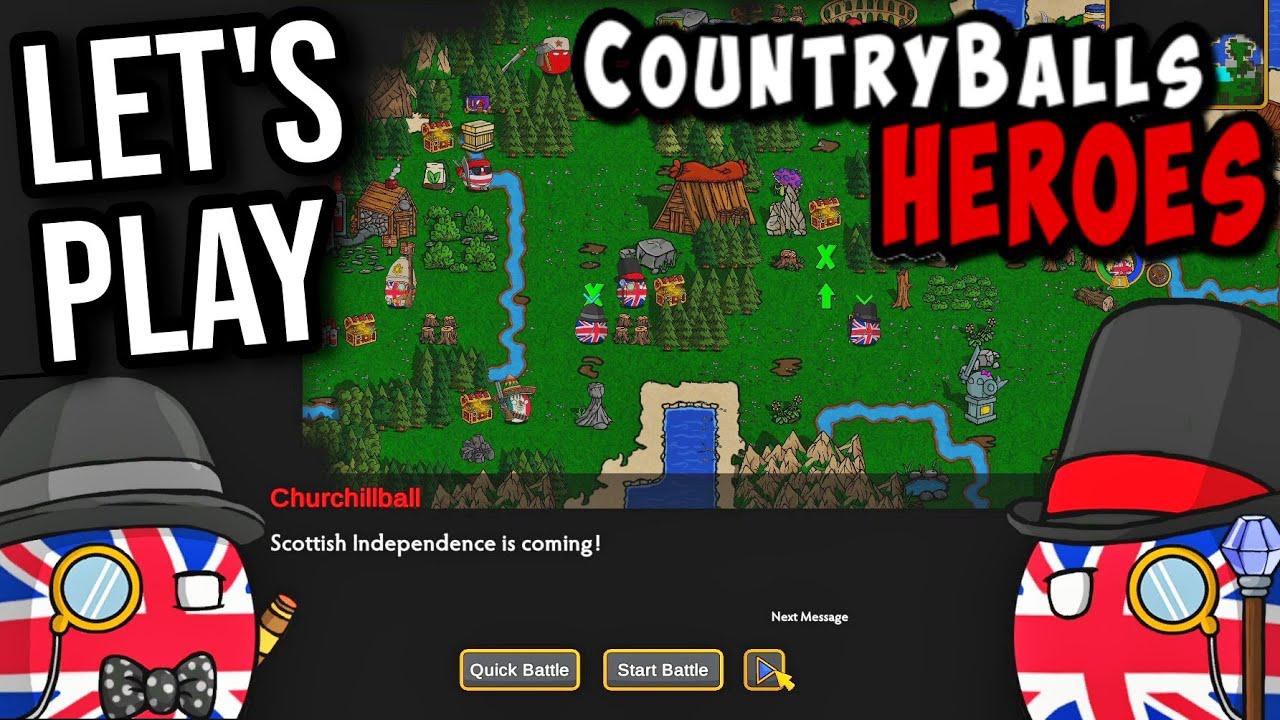 LET'S
PLAY
COUNTRYBALLS
HEROES
Churchillball
Scottish Independence is coming!
Next Message
Quick Battle
Start Battle